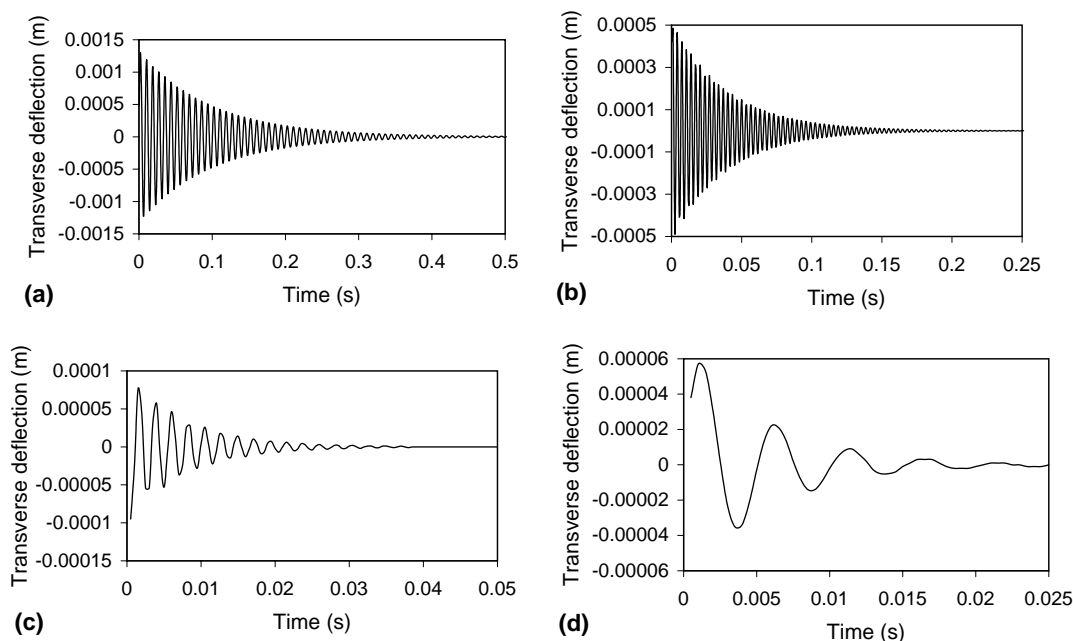 (a)
Transverse deflection (m)
0.0015
0.001
0.0005
0
-0.0005
-0.001
-0.0015
0 0.1 0.2 0.3 0.4 0.5
Time (s)
(b)
Transverse deflection (m)
0.0005
0.0003
0.0001
-0.0001
-0.0003
-0.0005
0 0.05 0.1 0.15 0.2 0.25
Time (s)
(c)
Transverse deflection (m)
0.0001
0.00005
0
-0.00005
-0.0001
-0.00015
0 0.01 0.02 0.03 0.04 0.05
Time (s)
(d)
Transverse deflection (m)
0.00006
0.00004
0.00002
0
-0.00002
-0.00004
-0.00006
0 0.005 0.01 0.015 0.02 0.025
Time (s)